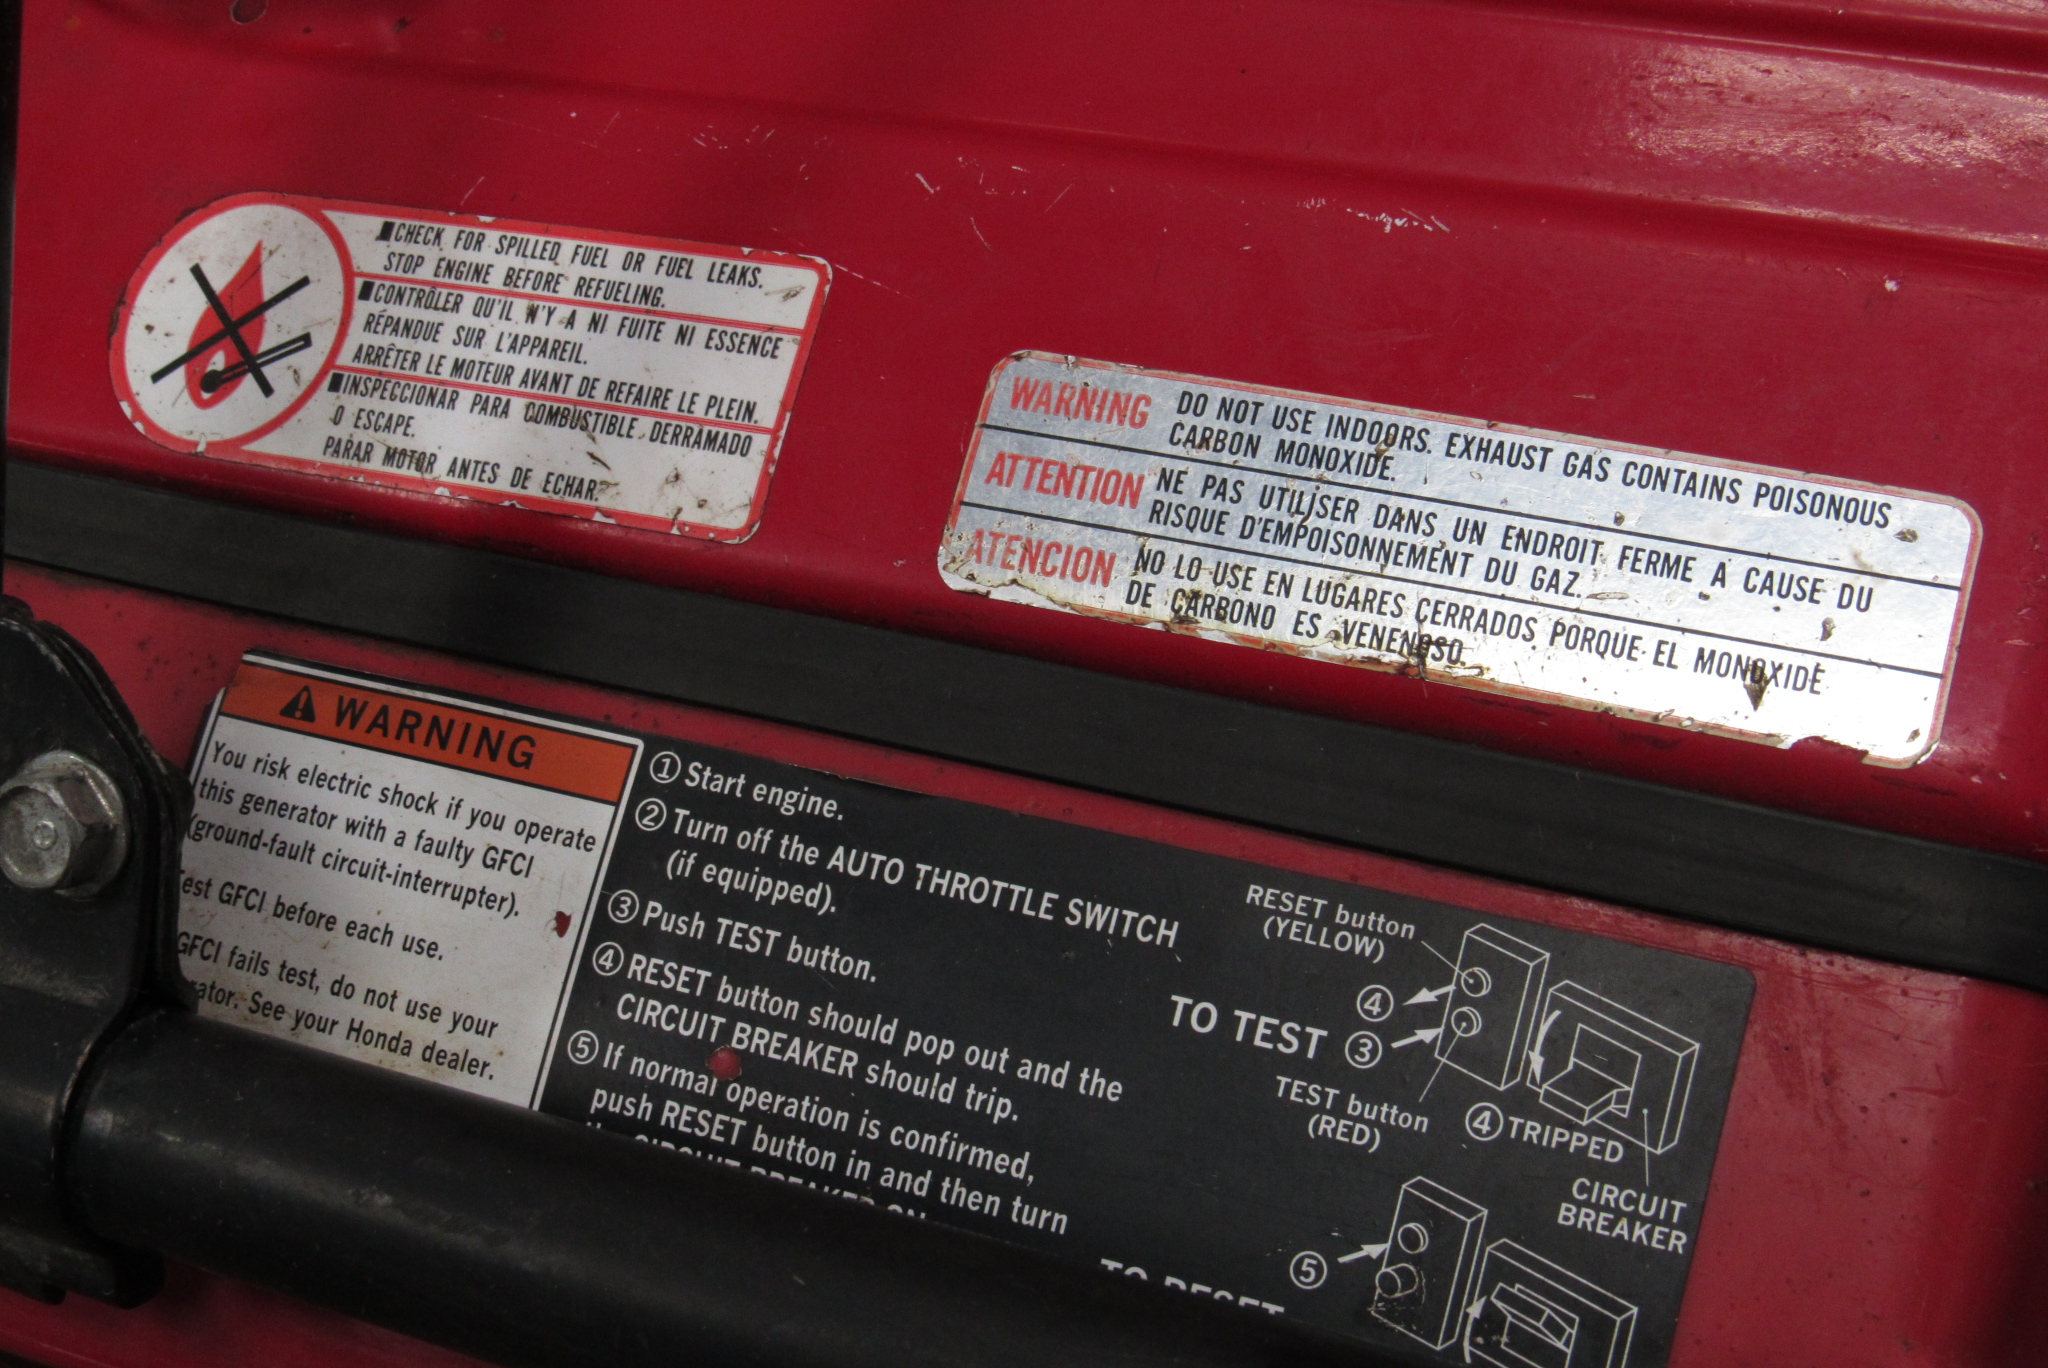 CHECK FOR SPILLED FUEL OR FUEL LEAKS.
STOP ENGINE BEFORE REFUELING.
CONTRÔLER QU'IL N'Y A NI FUITE NI ESSENCE
RÉPANDUE SUR L'APPAREIL.
ARRÊTER LE MOTEUR AVANT DE REFAIRE LE PLEIN.
INSPECCIONAR PARA COMBUSTIBLE DERRAMADO
O ESCAPE.
PARAR MOTOR ANTES DE ECHAR.
WARNING DO NOT USE INDOORS. EXHAUST GAS CONTAINS POISONOUS
CARBON MONOXIDE.
ATTENTION NE PAS UTILISER DANS UN ENDROIT FERME A CAUSE DU
RISQUE D'EMPOISONNEMENT DU GAZ.
ATENCION NO LO USE EN LUGARES CERRADOS PORQUE EL MONOXIDE
DE CARBONO ES VENENOSO.
WARNING
You risk electric shock if you operate
this generator with a faulty GFCI
(ground-fault circuit-interrupter).
Test GFCI before each use.
GFCI fails test, do not use your
rator. See your Honda dealer.
① Start engine.
② Turn off the AUTO THROTTLE SWITCH
(if equipped).
③ Push TEST button.
④ RESET button should pop out and the
CIRCUIT BREAKER should trip.
⑤ If normal operation is confirmed,
push RESET button in and then turn
the CIRCUIT BREAKER ON.
RESET button
(YELLOW)
④
TO TEST ③
TEST button
(RED)
④ TRIPPED
CIRCUIT
BREAKER
⑤
TO RESET